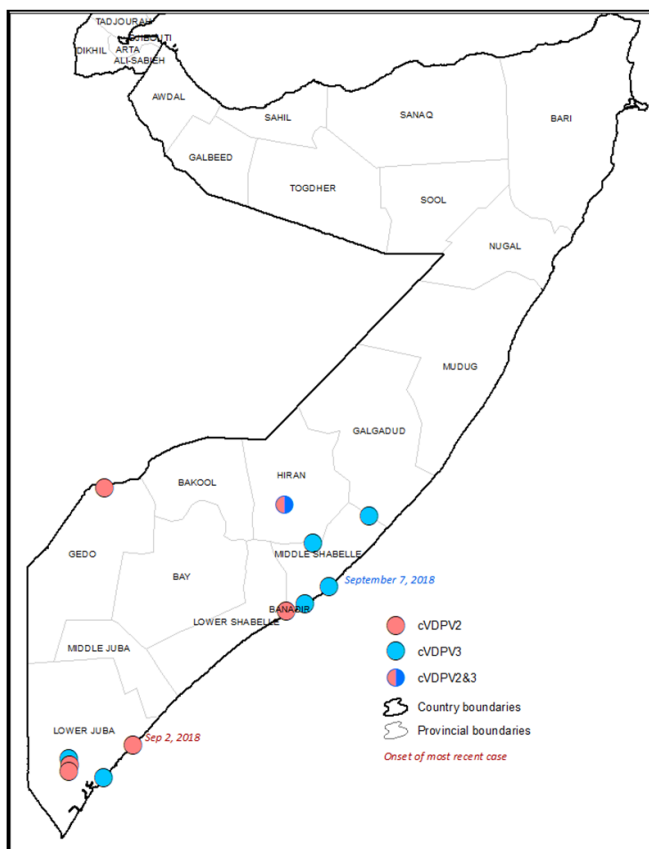 TADJOURAH
DJIBOUTI
DIKHIL
ARTA
ALI-SABIEH
AWDAL
SAHIL
SANAQ
BARI
GALBEED
TOGDHER
SOOL
NUGAL
MUDUG
GALGADUD
HIRAN
BAKOOL
GEDO
MIDDLE SHABELLE
BAY
September 7, 2018
BANADIR
LOWER SHABELLE
cVDPV2
MIDDLE JUBA
cVDPV3
cVDPV2&3
Country boundaries
LOWER JUBA
Provincial boundaries
Sep 2, 2018
Onset of most recent case